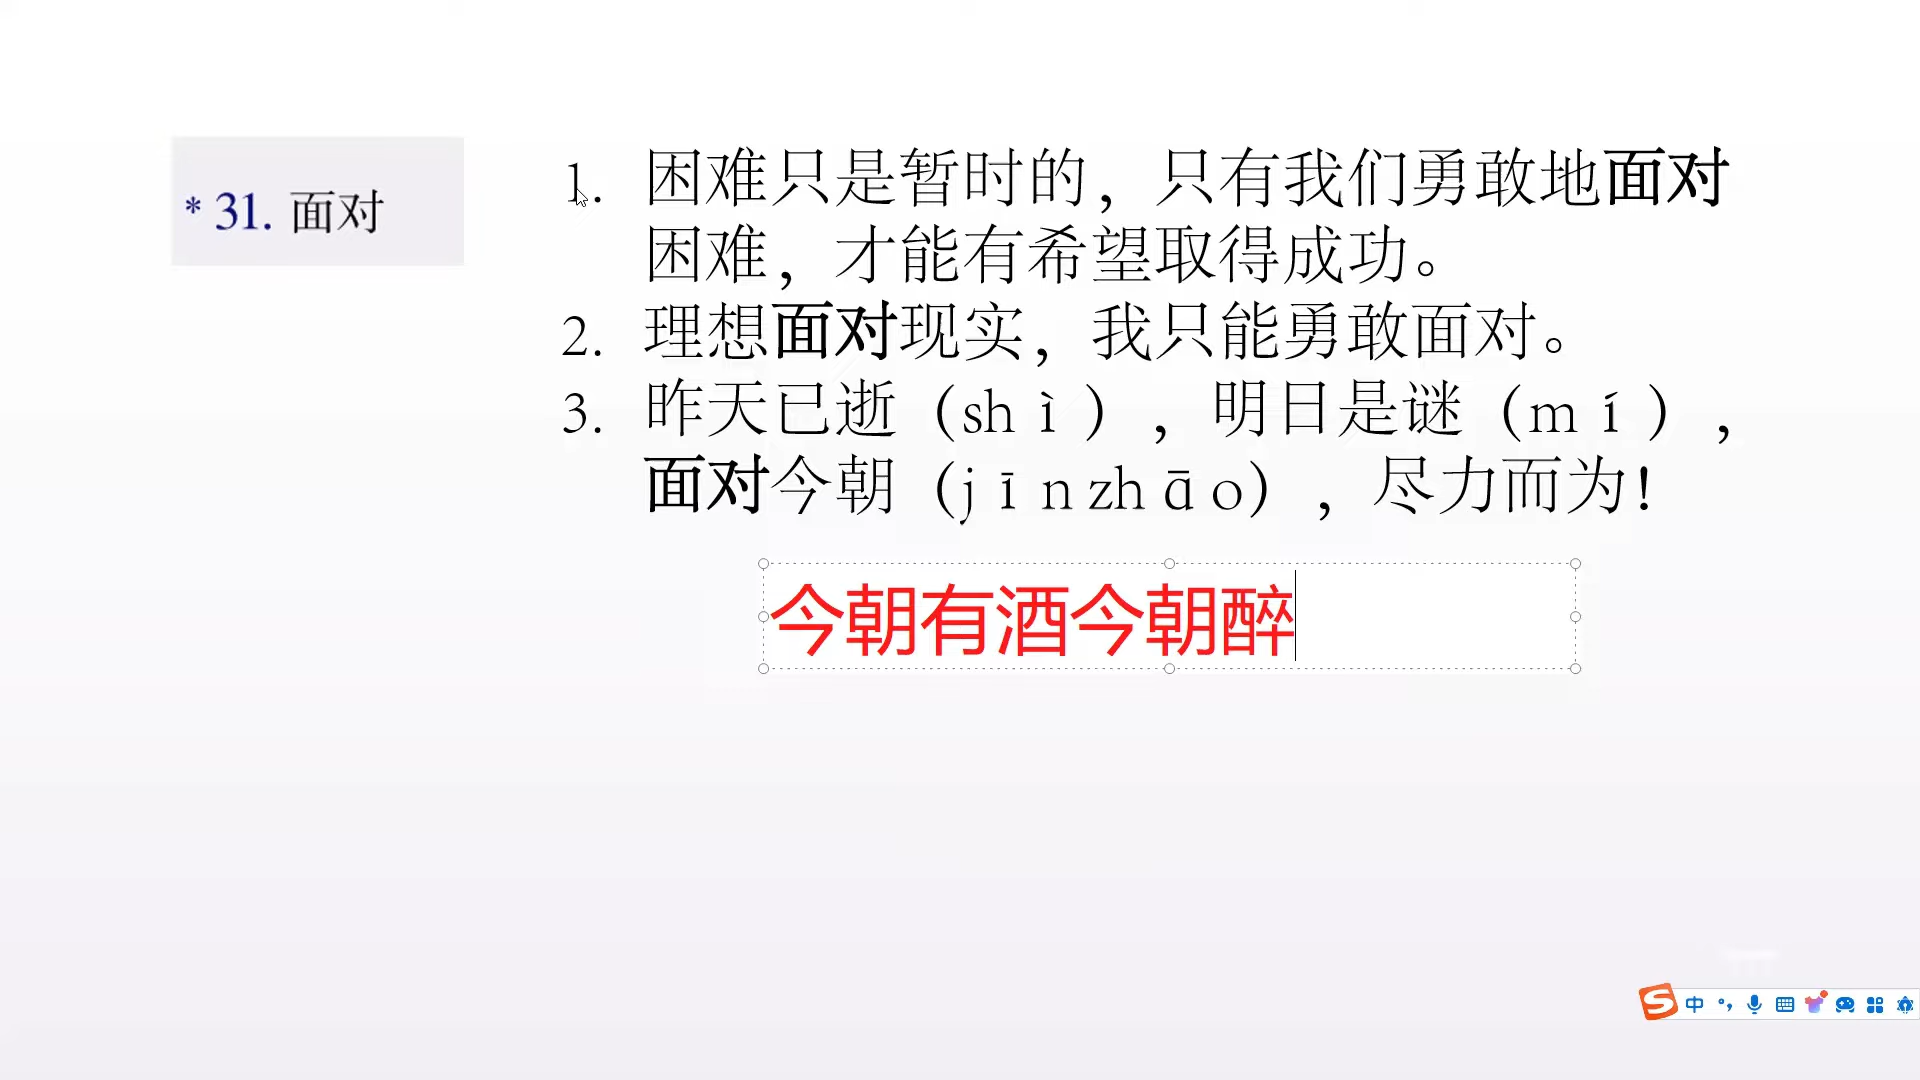 * 31. 面对
1. 困难只是暂时的，只有我们勇敢地面对
困难，才能有希望取得成功。
2. 理想面对现实，我只能勇敢面对。
3. 昨天已逝（shì），明日是谜（mí），
面对今朝（jīnzhāo），尽力而为！
今朝有酒今朝醉
S 中